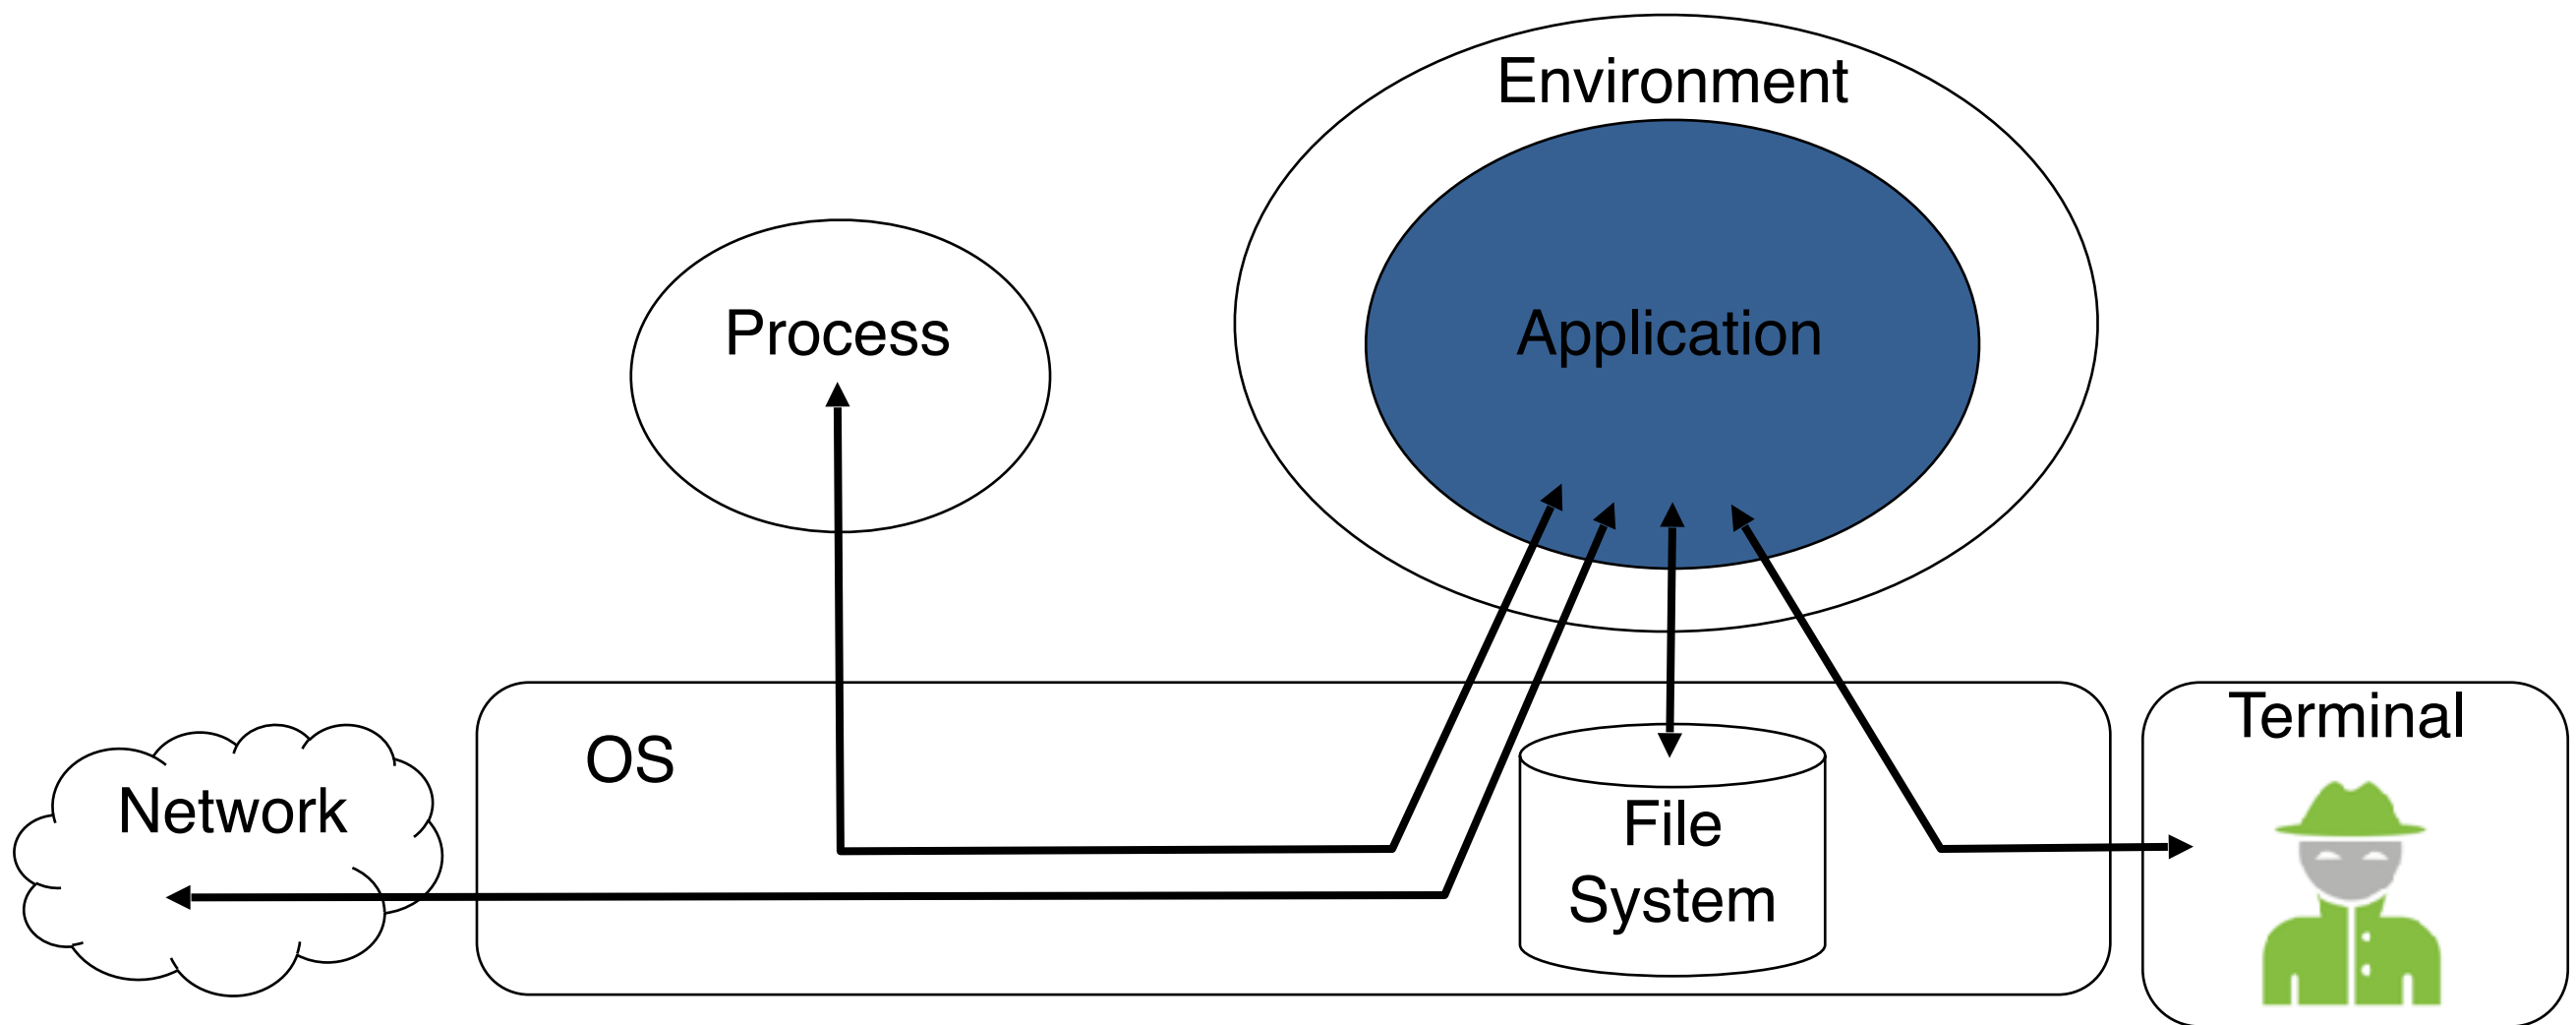 Environment
Process
Application
OS
Terminal
Network
File
System